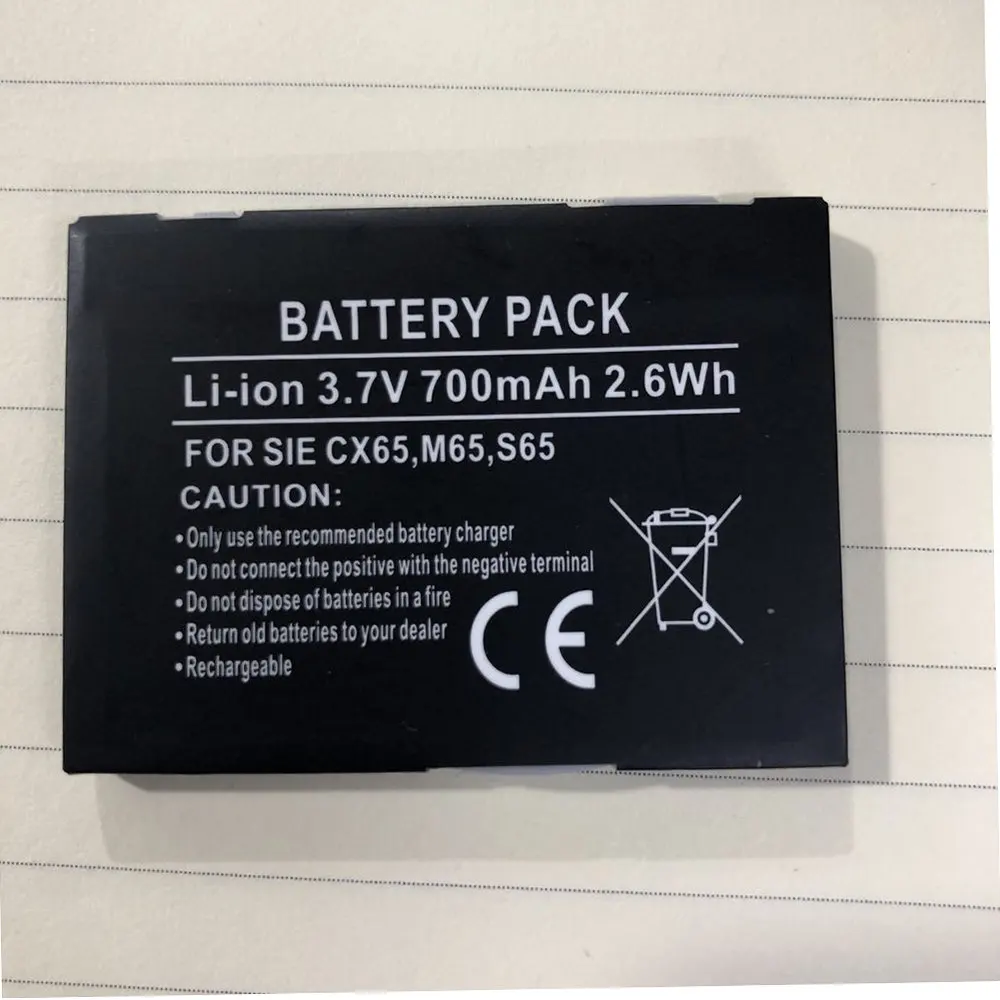 BATTERY PACK
Li-ion 3.7V 700mAh 2.6Wh
FOR SIE CX65,M65,S65
CAUTION:
•Only use the recommended battery charger
•Do not connect the positive with the negative terminal
•Do not dispose of batteries in a fire
•Return old batteries to your dealer
•Rechargeable
CE